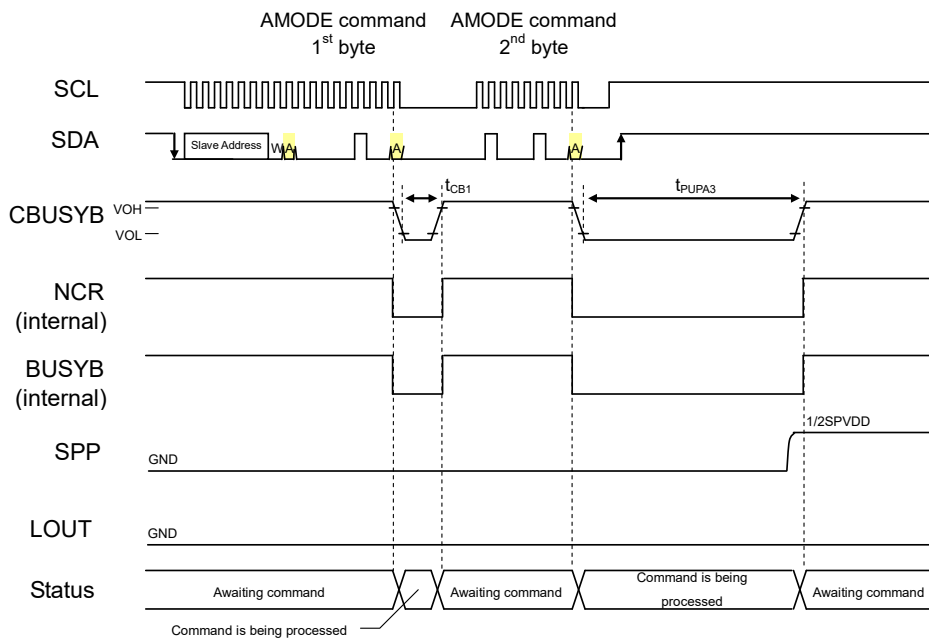 AMODE command
1st byte
AMODE command
2nd byte
SCL
SDA
Slave Address
W
A
A
A
tCB1
tPUPA3
CBUSYB
VOH
VOL
NCR
(internal)
BUSYB
(internal)
1/2SPVDD
SPP
GND
LOUT
GND
Status
Awaiting command
Awaiting command
Command is being
processed
Awaiting command
Command is being processed